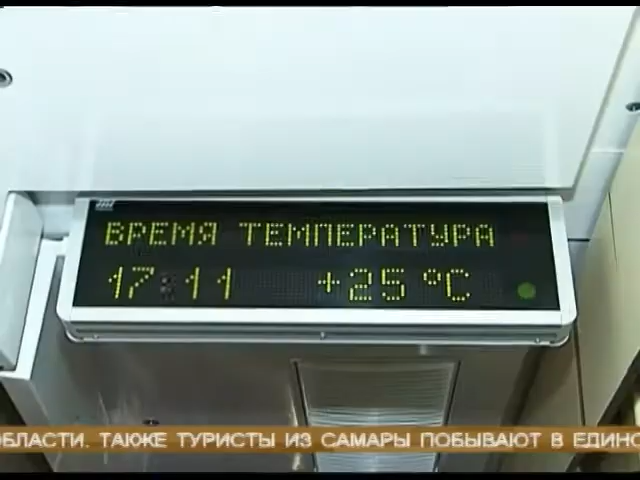 ВРЕМЯ ТЕМПЕРАТУРА
17:11 +25 °C
ОБЛАСТИ. ТАКЖЕ ТУРИСТЫ ИЗ САМАРЫ ПОБЫВАЮТ В ЕДИНО